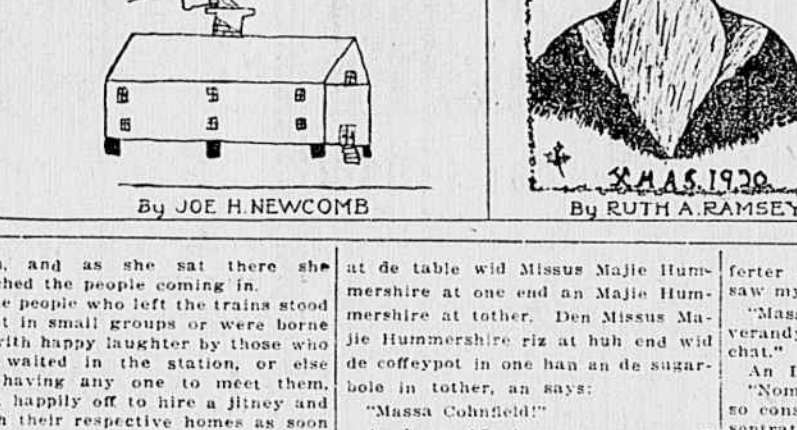 XMAS 1920
By JOE H. NEWCOMB
By RUTH A. RAMSEY
and as she sat there she
the people coming in.
people who left the trains stood
in small groups or were borne
with happy laughter by those who
waited in the station, or else
having any one to meet them,
happily off to hire a jitney and
their respective homes as soon
at de table wid Missus Majie Hum-
mershire at one end an Majie Hum-
mershire at tother. Den Missus Ma-
jie Hummershire riz at huh end wid
de coffeypot in one han an de sugar-
bole in tother, an says:
"Massa Cohnfield!"
ferter
saw my
verandy
chat."
An I
"Nom
so cons